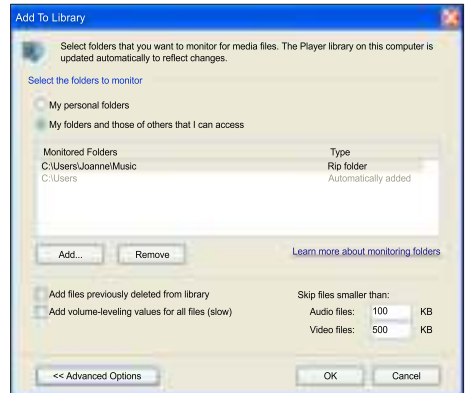 Add To Library
Select folders that you want to monitor for media files. The Player library on this computer is
updated automatically to reflect changes.
Select the folders to monitor
My personal folders
My folders and those of others that I can access
Monitored Folders Type
C:\Users\Joanne\Music Rip folder
C:\Users Automatically added
Add... Remove Learn more about monitoring folders
Add files previously deleted from library Skip files smaller than:
Add volume-leveling values for all files (slow) Audio files: 100 KB
Video files: 500 KB
<< Advanced Options OK Cancel